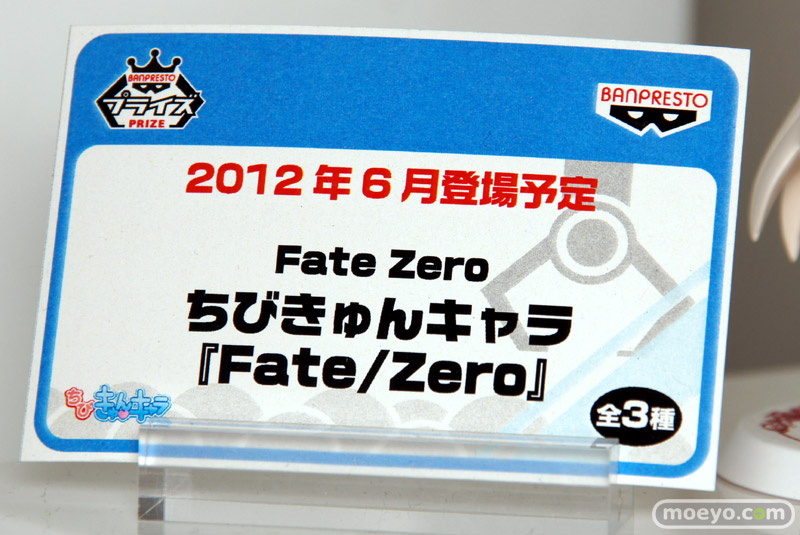 BANPRESTO
プライズ
PRIZE
BANPRESTO
2012年6月登場予定
Fate Zero
ちびきゅんキャラ
『Fate/Zero』
ちびきゅんキャラ
全3種
moeyo.com